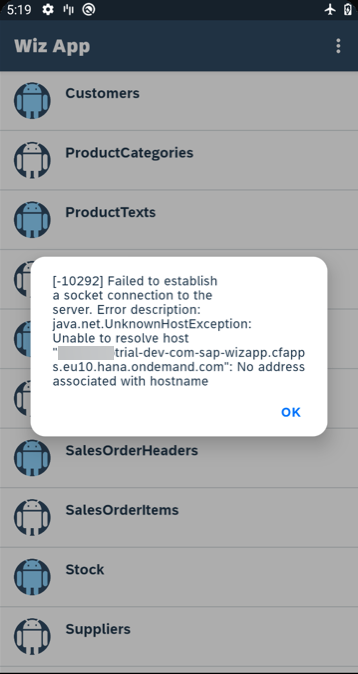 5:19
Wiz App
Customers
ProductCategories
ProductTexts
[-10292] Failed to establish
a socket connection to the
server. Error description:
java.net.UnknownHostException:
Unable to resolve host
"trial-dev-com-sap-wizapp.cfapp
s.eu10.hana.ondemand.com": No address
associated with hostname
OK
SalesOrderHeaders
SalesOrderItems
Stock
Suppliers